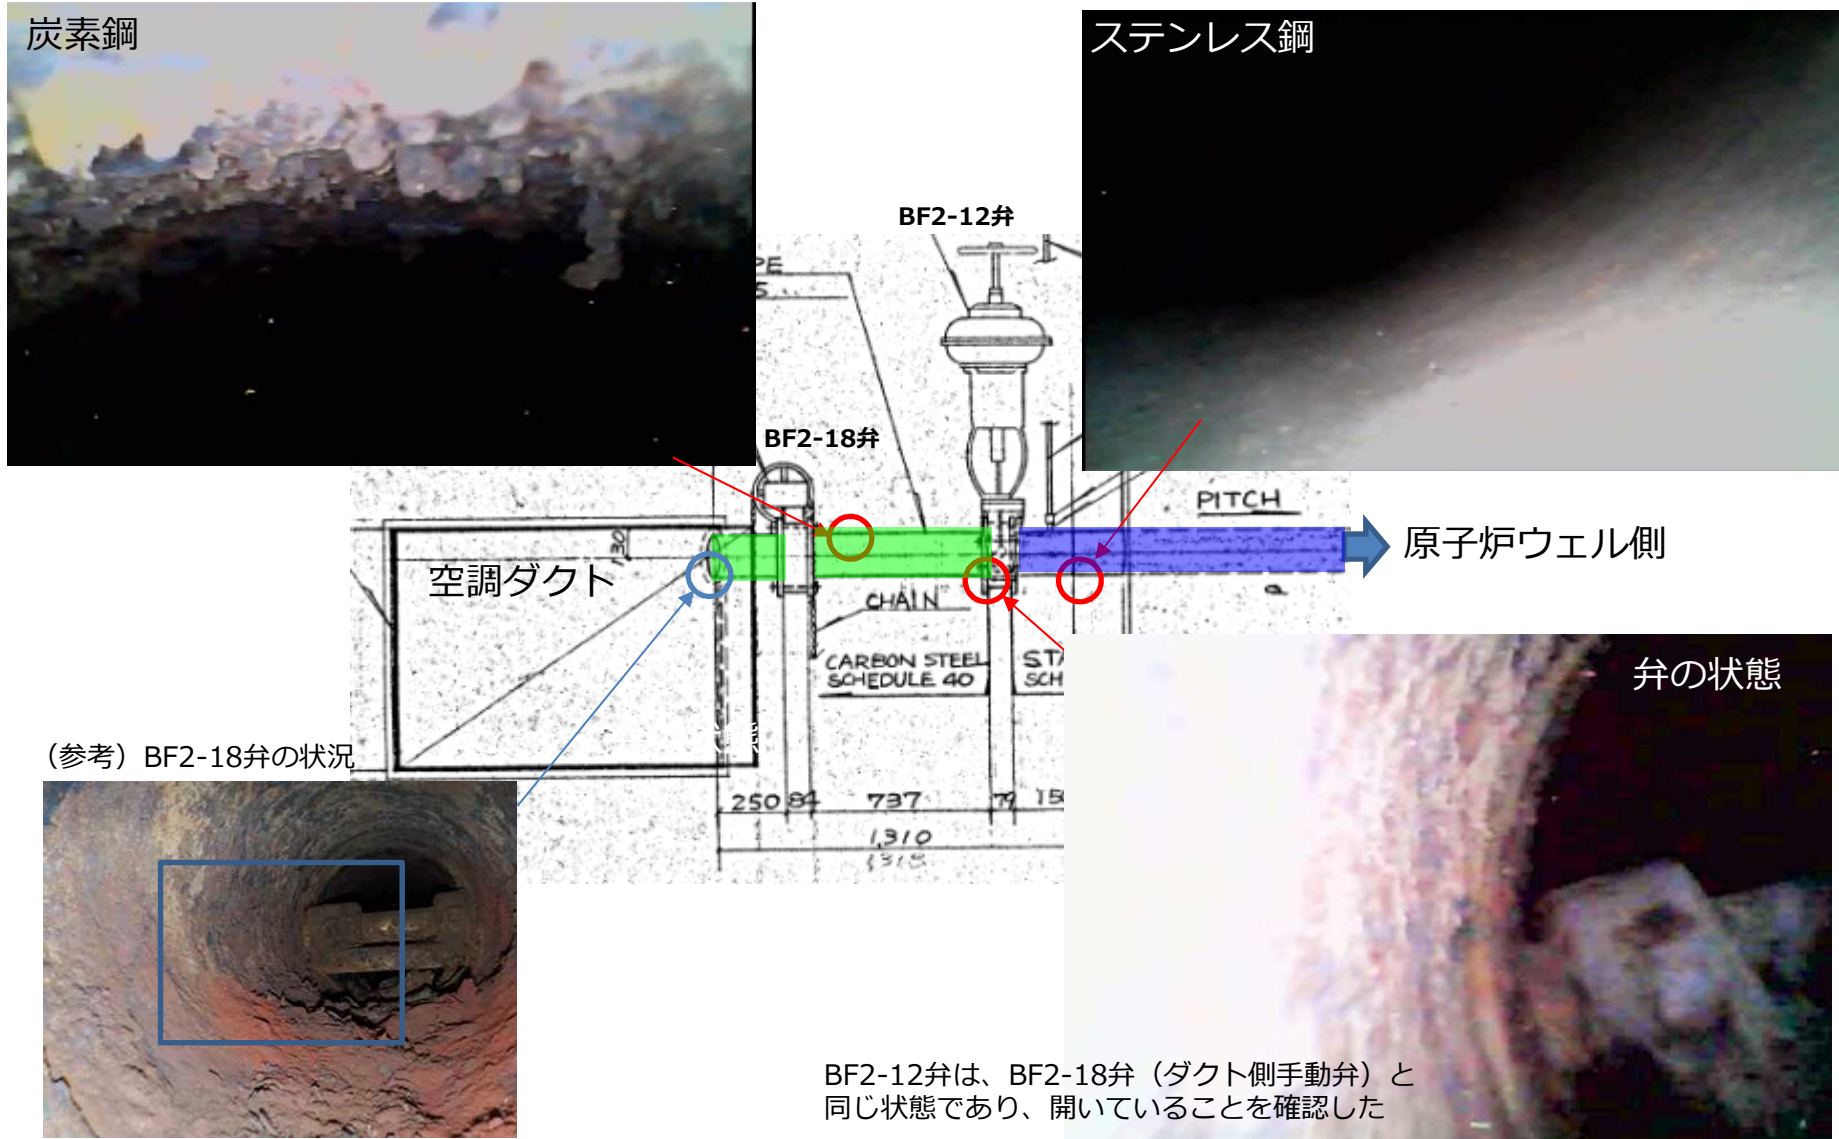 炭素鋼
ステンレス鋼
BF2-12弁
BF2-18弁
PITCH
原子炉ウェル側
130
空調ダクト
CHAIN
CARBON STEEL
SCHEDULE 40
弁の状態
(参考)BF2-18弁の状況
250 84 737 79
1,310
1318
BF2-12弁は、BF2-18弁(ダクト側手動弁)と
同じ状態であり、開いていることを確認した